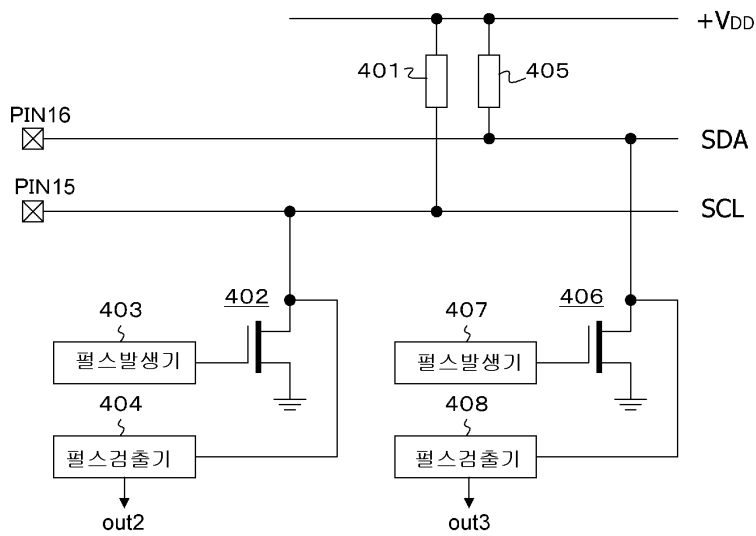 +VDD
401
405
PIN16
SDA
PIN15
SCL
402
406
403
407
펄스발생기
펄스발생기
404
408
펄스검출기
펄스검출기
out2
out3